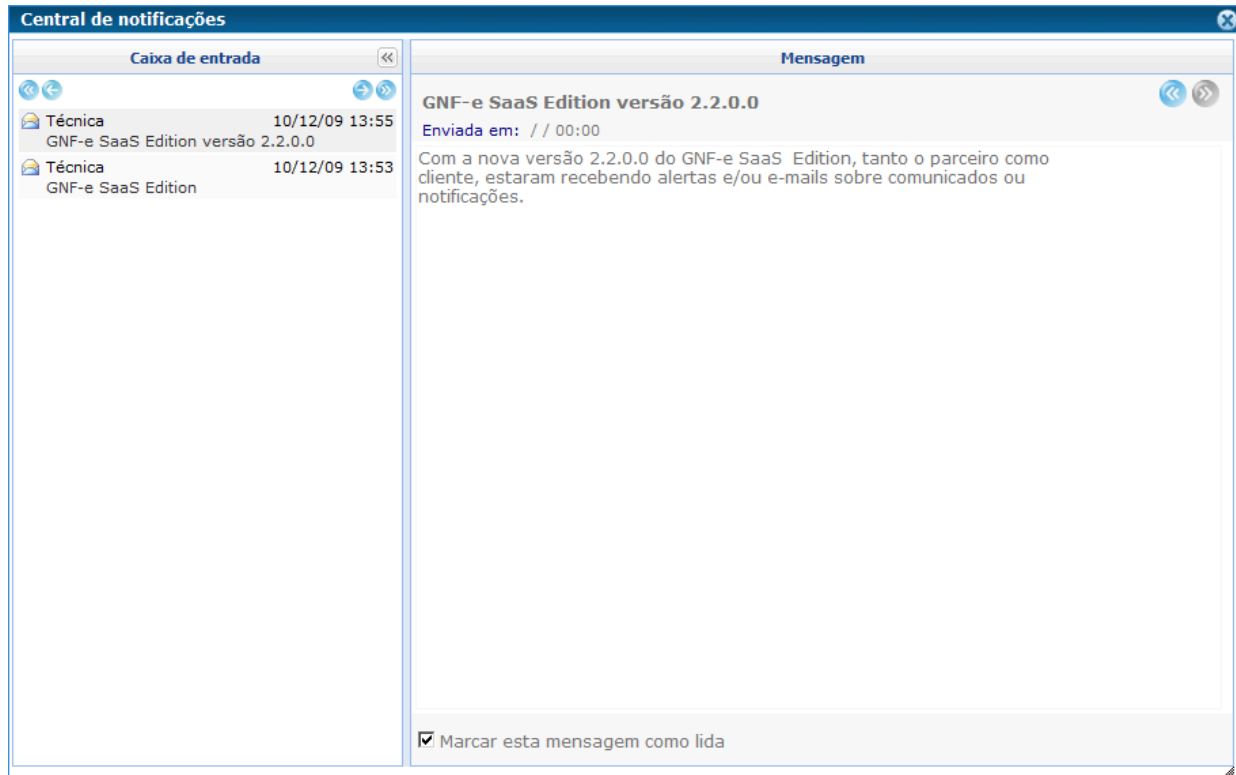 Central de notificações
Caixa de entrada
Técnica 10/12/09 13:55
GNF-e SaaS Edition versão 2.2.0.0
Técnica 10/12/09 13:53
GNF-e SaaS Edition
Mensagem
GNF-e SaaS Edition versão 2.2.0.0
Enviada em: / / 00:00
Com a nova versão 2.2.0.0 do GNF-e SaaS Edition, tanto o parceiro como
cliente, estaram recebendo alertas e/ou e-mails sobre comunicados ou
notificações.
Marcar esta mensagem como lida